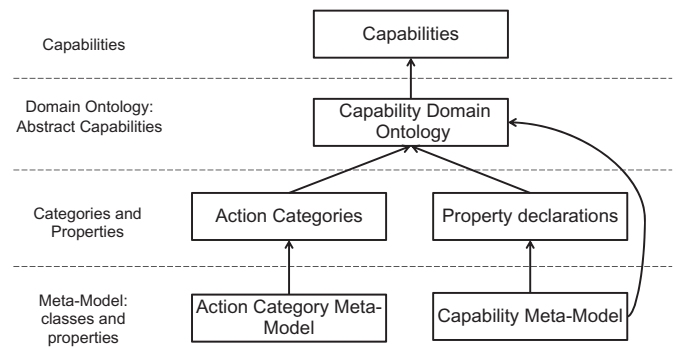 Capabilities
Capabilities
Domain Ontology:
Abstract Capabilities
Capability Domain
Ontology
Categories and
Properties
Action Categories
Property declarations
Meta-Model:
classes and
properties
Action Category Meta-
Model
Capability Meta-Model